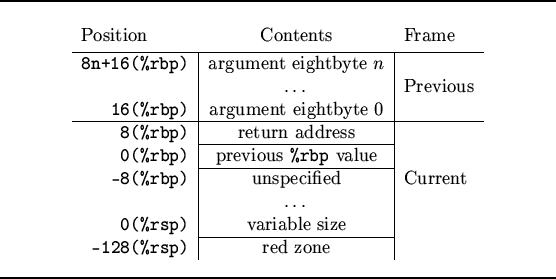 Position Contents Frame
8n+16(%rbp) argument eightbyte n
... Previous
16(%rbp) argument eightbyte 0
8(%rbp) return address
0(%rbp) previous %rbp value
-8(%rbp) unspecified Current
...
0(%rsp) variable size
-128(%rsp) red zone